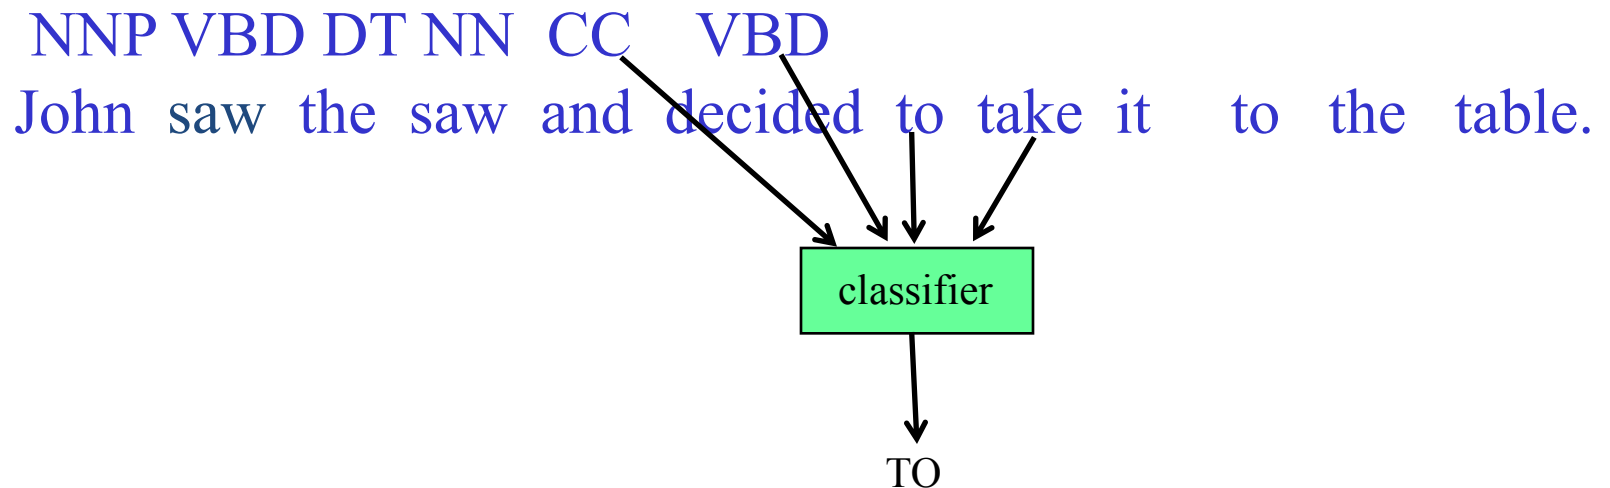 NNP VBD DT NN CC VBD
John saw the saw and decided to take it to the table.
classifier
TO